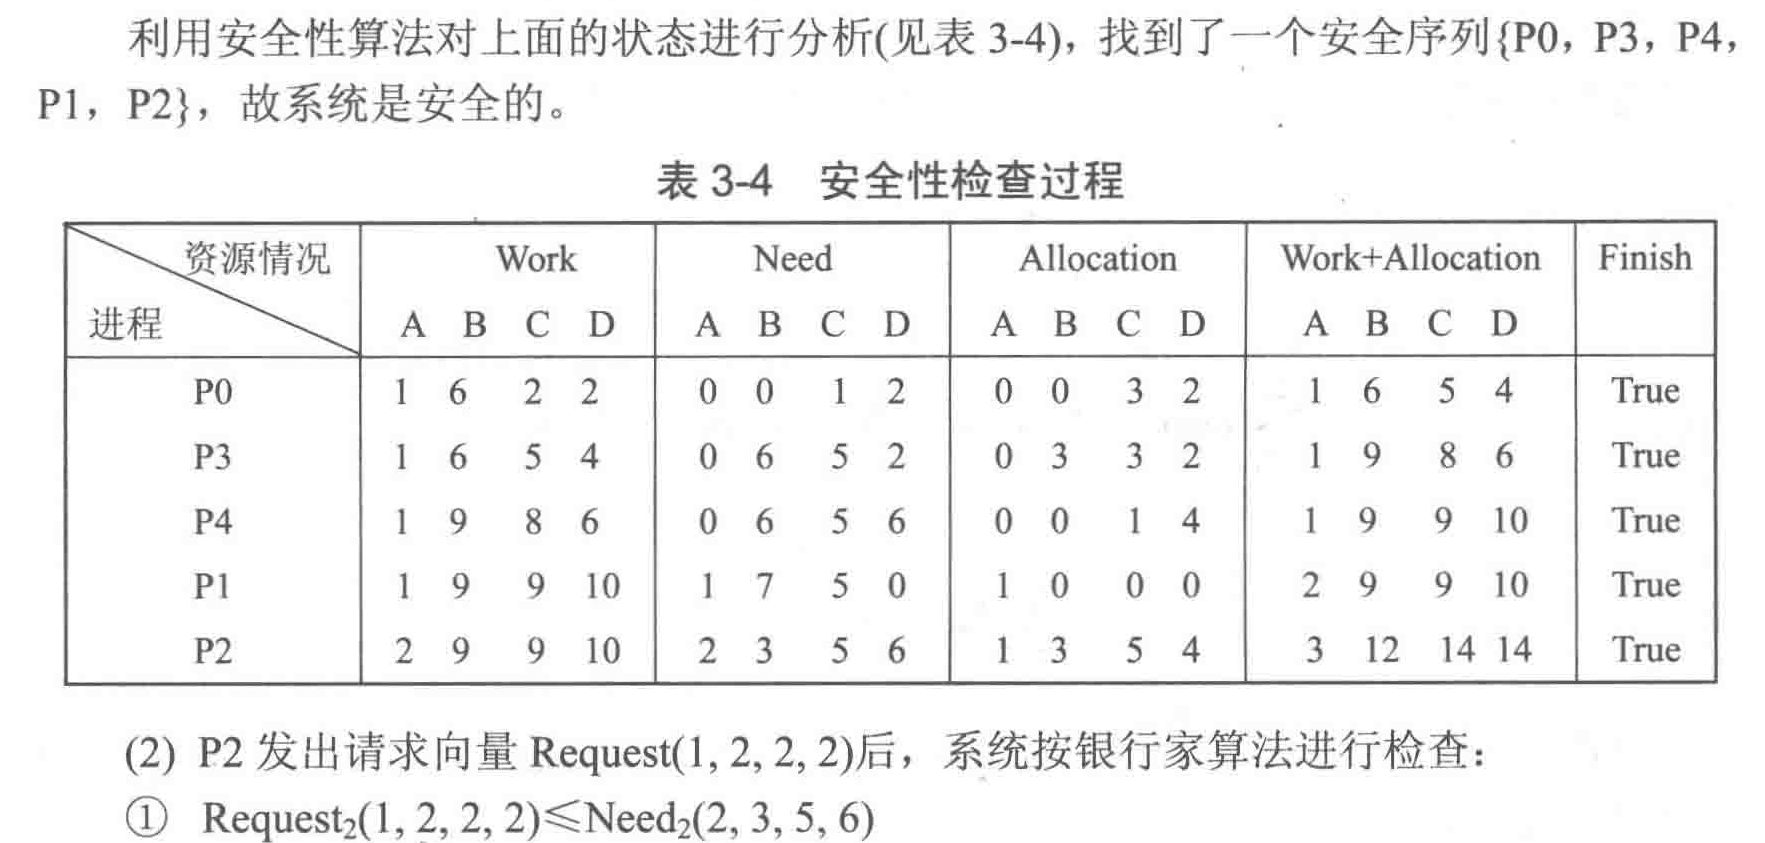 利用安全性算法对上面的状态进行分析(见表 3-4)，找到了一个安全序列{P0，P3，P4，
P1，P2}，故系统是安全的。
表 3-4 安全性检查过程
资源情况 Work Need Allocation Work+Allocation Finish
进程 A B C D A B C D A B C D A B C D
P0 1 6 2 2 0 0 1 2 0 0 3 2 1 6 5 4 True
P3 1 6 5 4 0 6 5 2 0 3 3 2 1 9 8 6 True
P4 1 9 8 6 0 6 5 6 0 0 1 4 1 9 9 10 True
P1 1 9 9 10 1 7 5 0 1 0 0 0 2 9 9 10 True
P2 2 9 9 10 2 3 5 6 1 3 5 4 3 12 14 14 True
(2) P2 发出请求向量 Request(1, 2, 2, 2)后，系统按银行家算法进行检查：
① Request₂(1, 2, 2, 2)≤Need₂(2, 3, 5, 6)